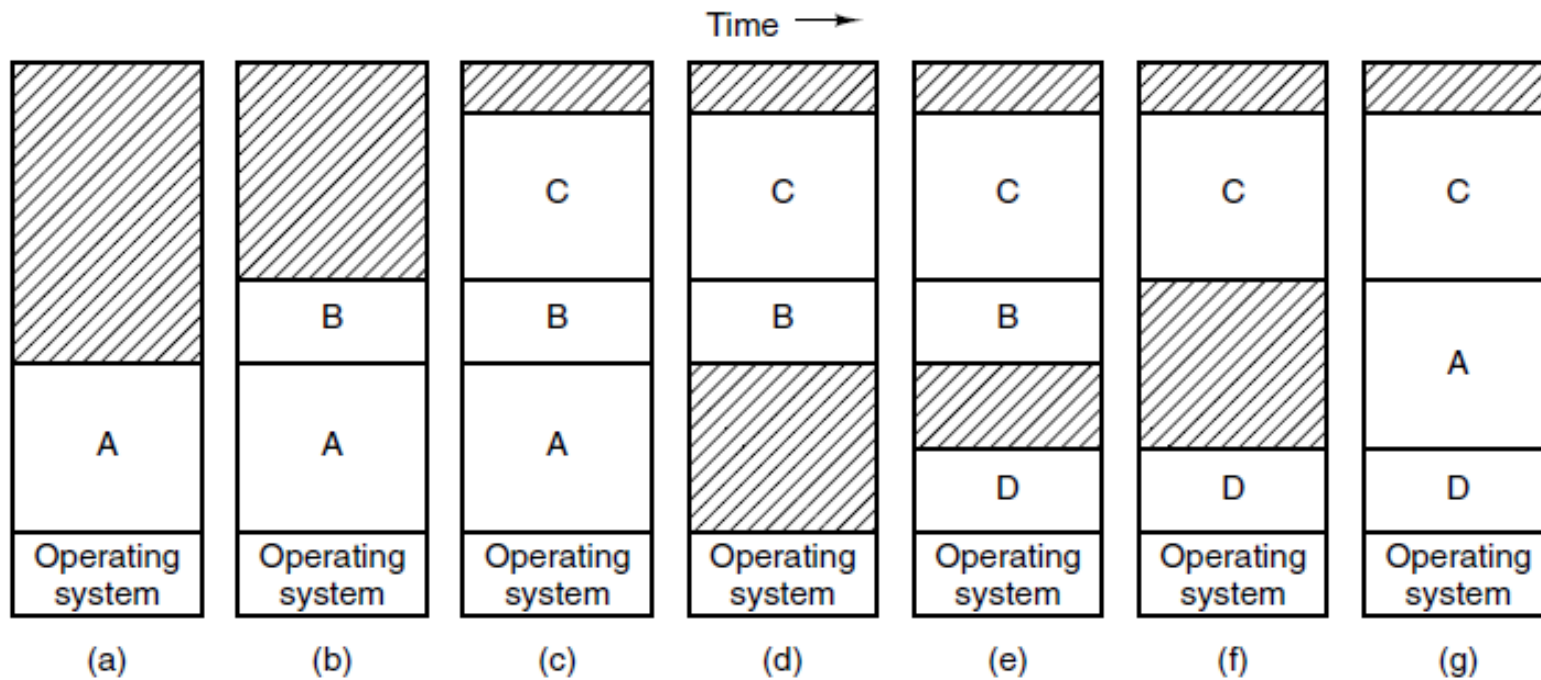 Time
C
C
C
C
C
B
B
B
B
A
A
A
A
D
D
D
Operating
system
Operating
system
Operating
system
Operating
system
Operating
system
Operating
system
Operating
system
(a)
(b)
(c)
(d)
(e)
(f)
(g)